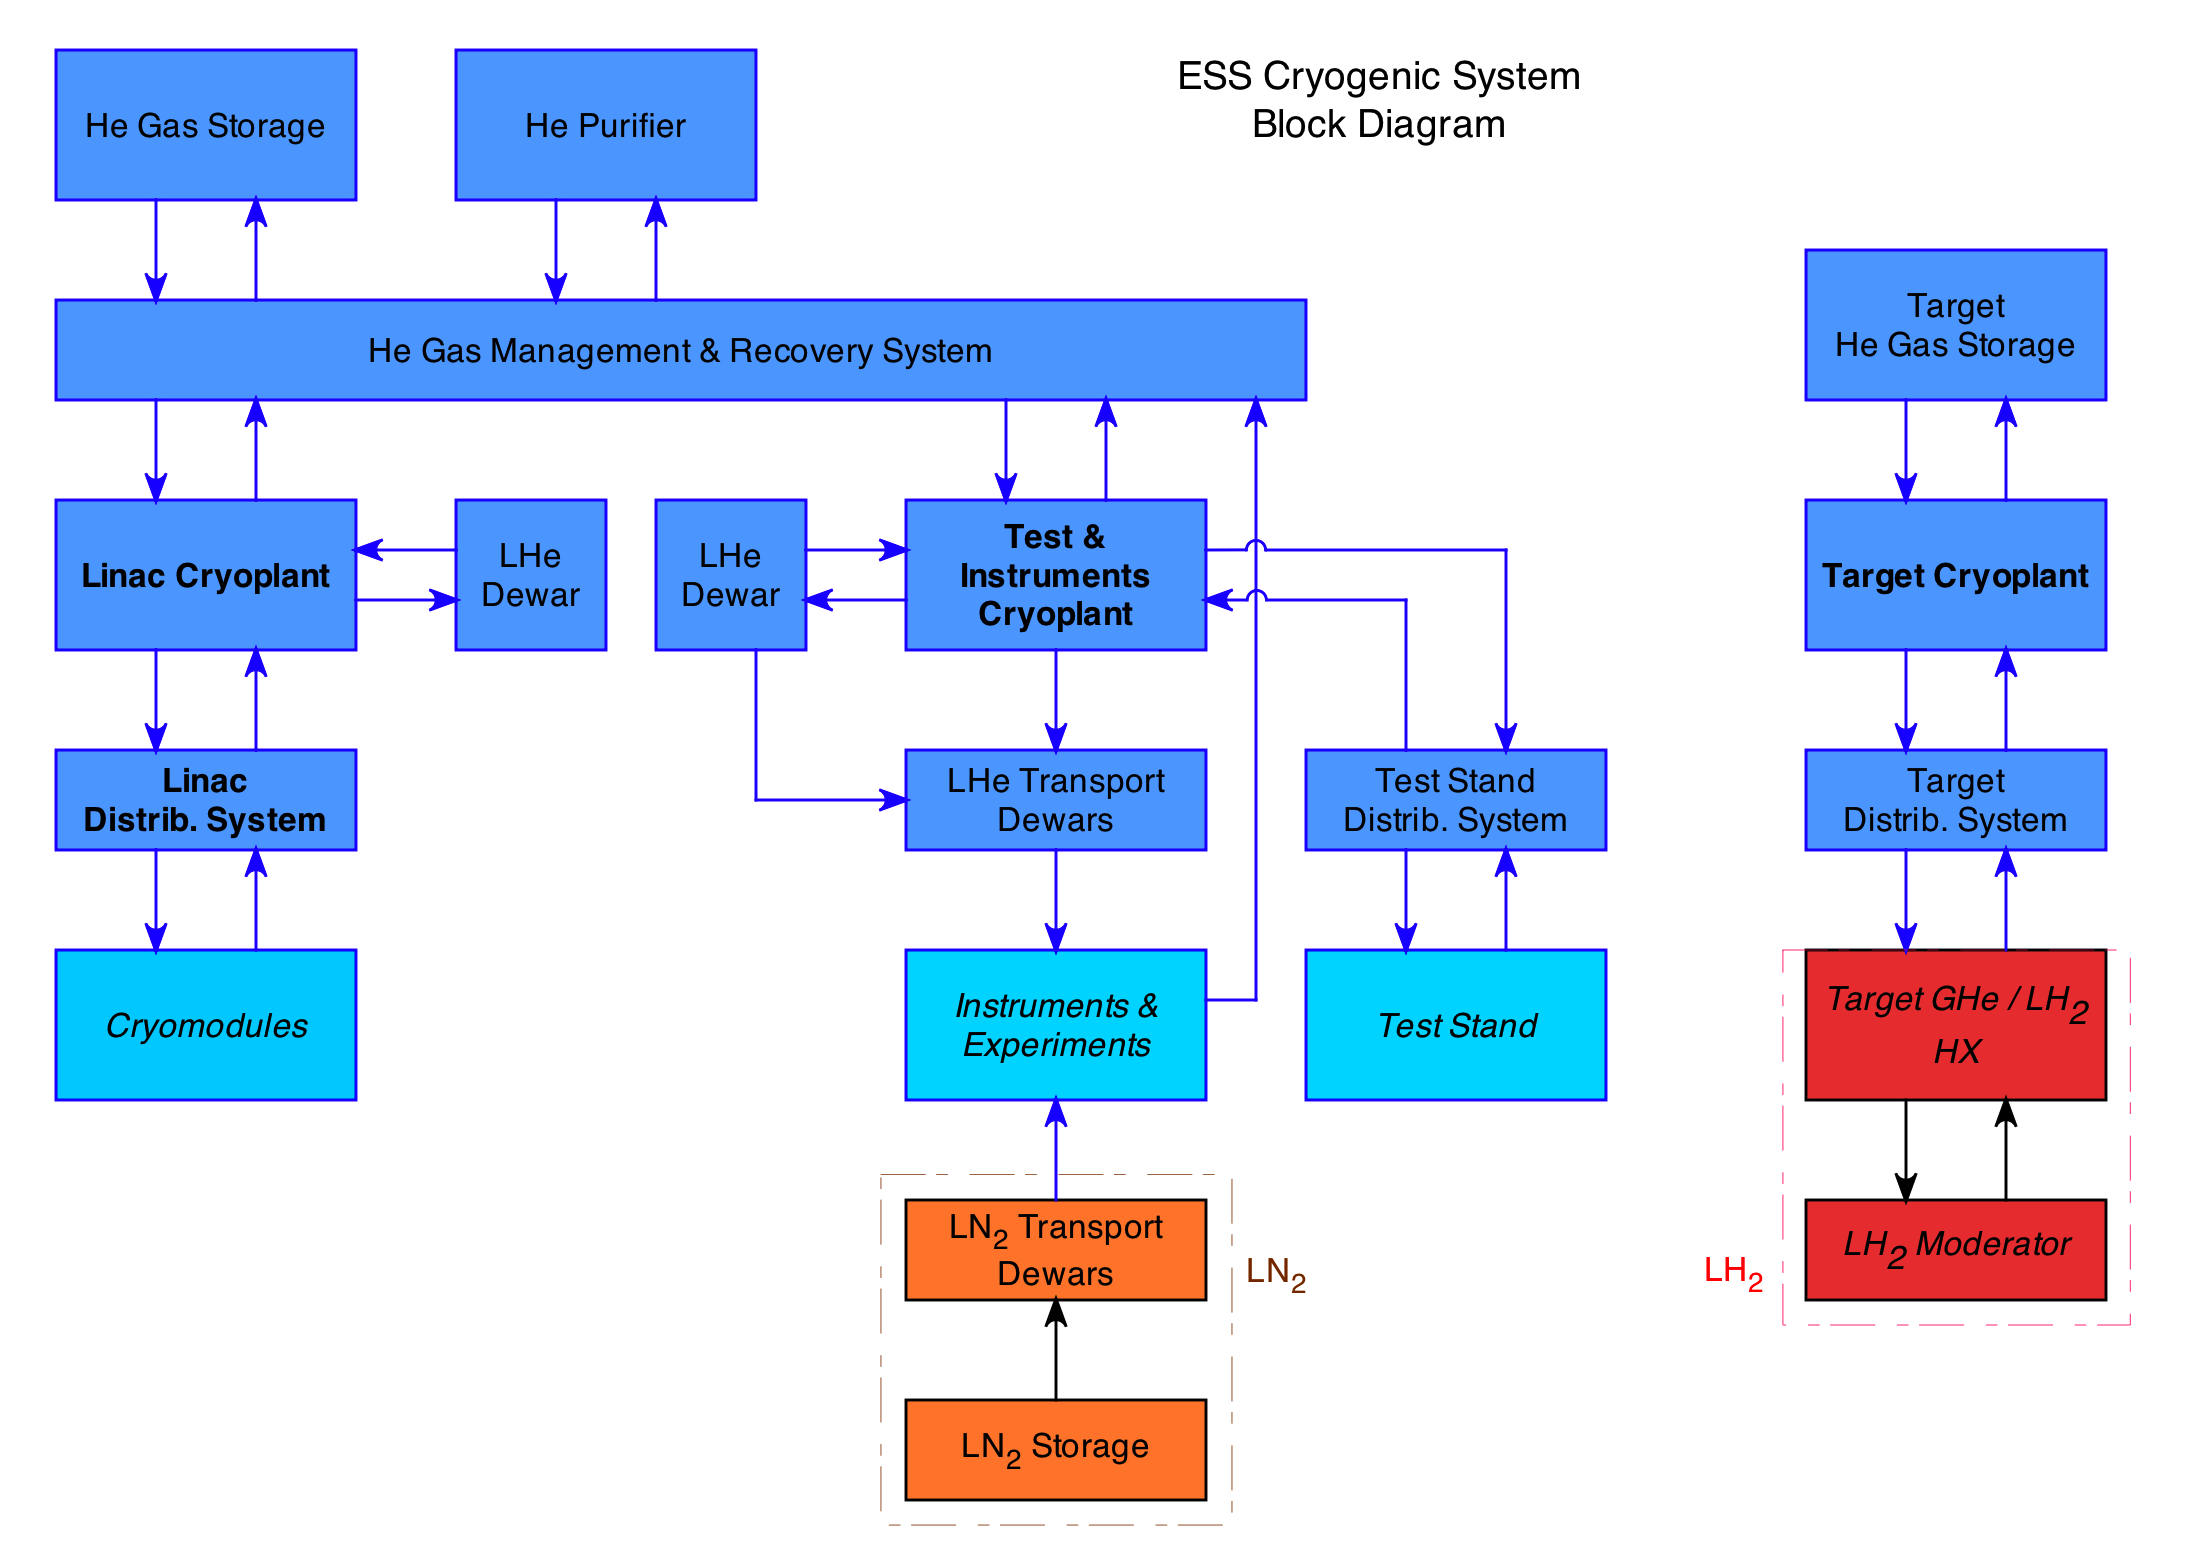 ESS Cryogenic System
Block Diagram
He Gas Storage
He Purifier
He Gas Management & Recovery System
Target
He Gas Storage
Linac Cryoplant
LHe
Dewar
LHe
Dewar
Test &
Instruments
Cryoplant
Target Cryoplant
Linac
Distrib. System
LHe Transport
Dewars
Test Stand
Distrib. System
Target
Distrib. System
Cryomodules
Instruments &
Experiments
Test Stand
Target GHe / LH2
HX
LN2 Transport
Dewars
LN2
LH2
LH2 Moderator
LN2 Storage